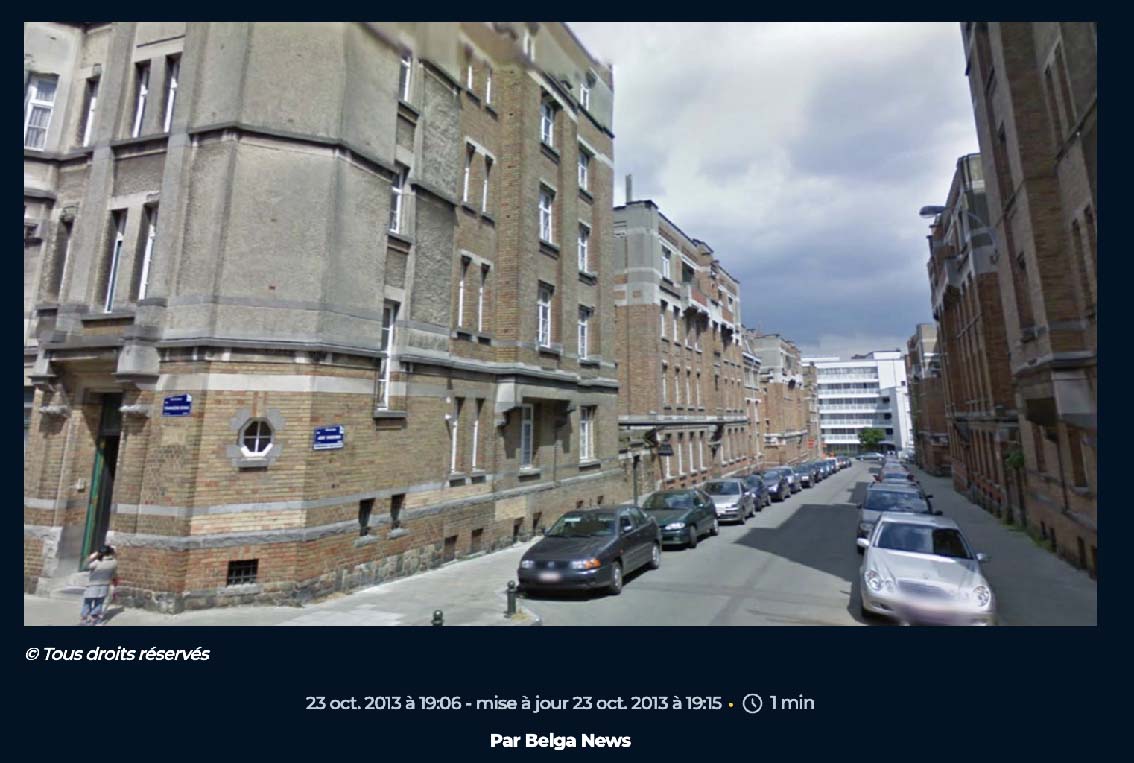 © Tous droits réservés
23 oct. 2013 à 19:06 - mise à jour 23 oct. 2013 à 19:15 • 1 min
Par Belga News